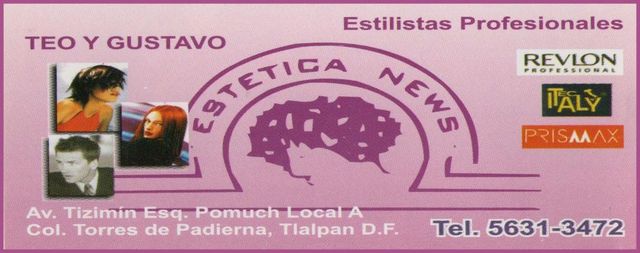 Estilistas Profesionales
TEO Y GUSTAVO
ESTETICA NEWS
REVLON
PROFESSIONAL
TEC
ITALY
PRISMAX
Av. Tizimín Esq. Pomuch Local A
Col. Torres de Padierna, Tlalpan D.F.
Tel. 5631-3472